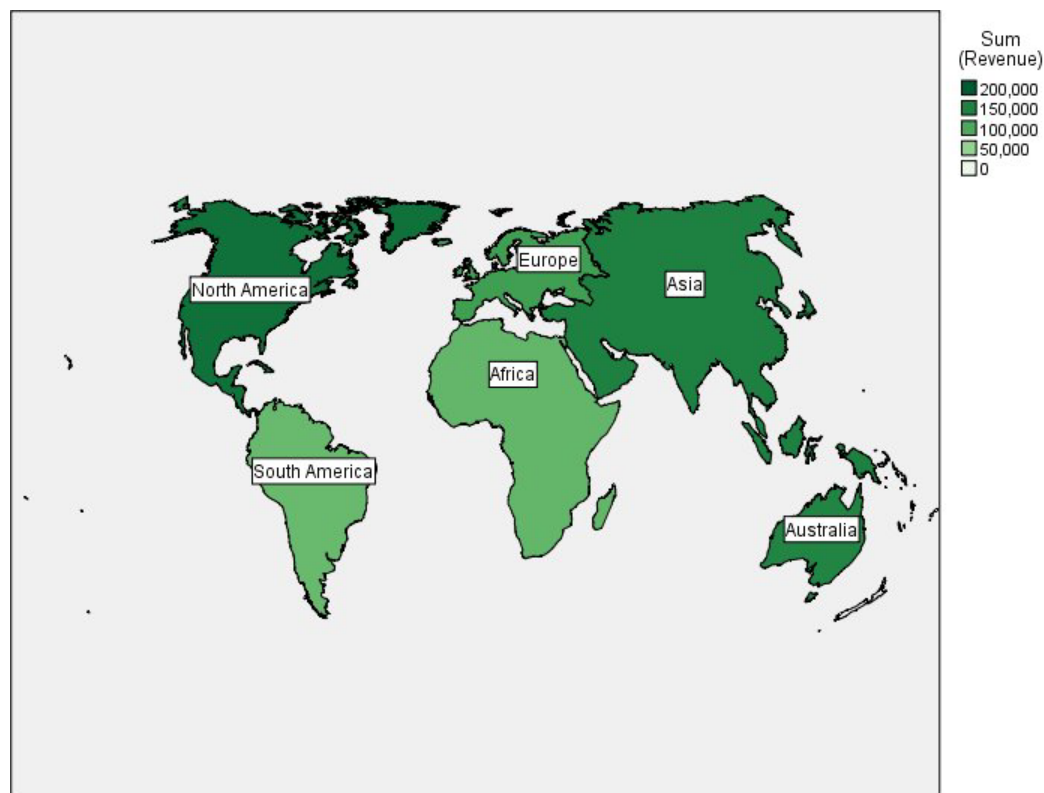 Sum
(Revenue)
200,000
150,000
100,000
50,000
0
Europe
North America
Asia
Africa
South America
Australia